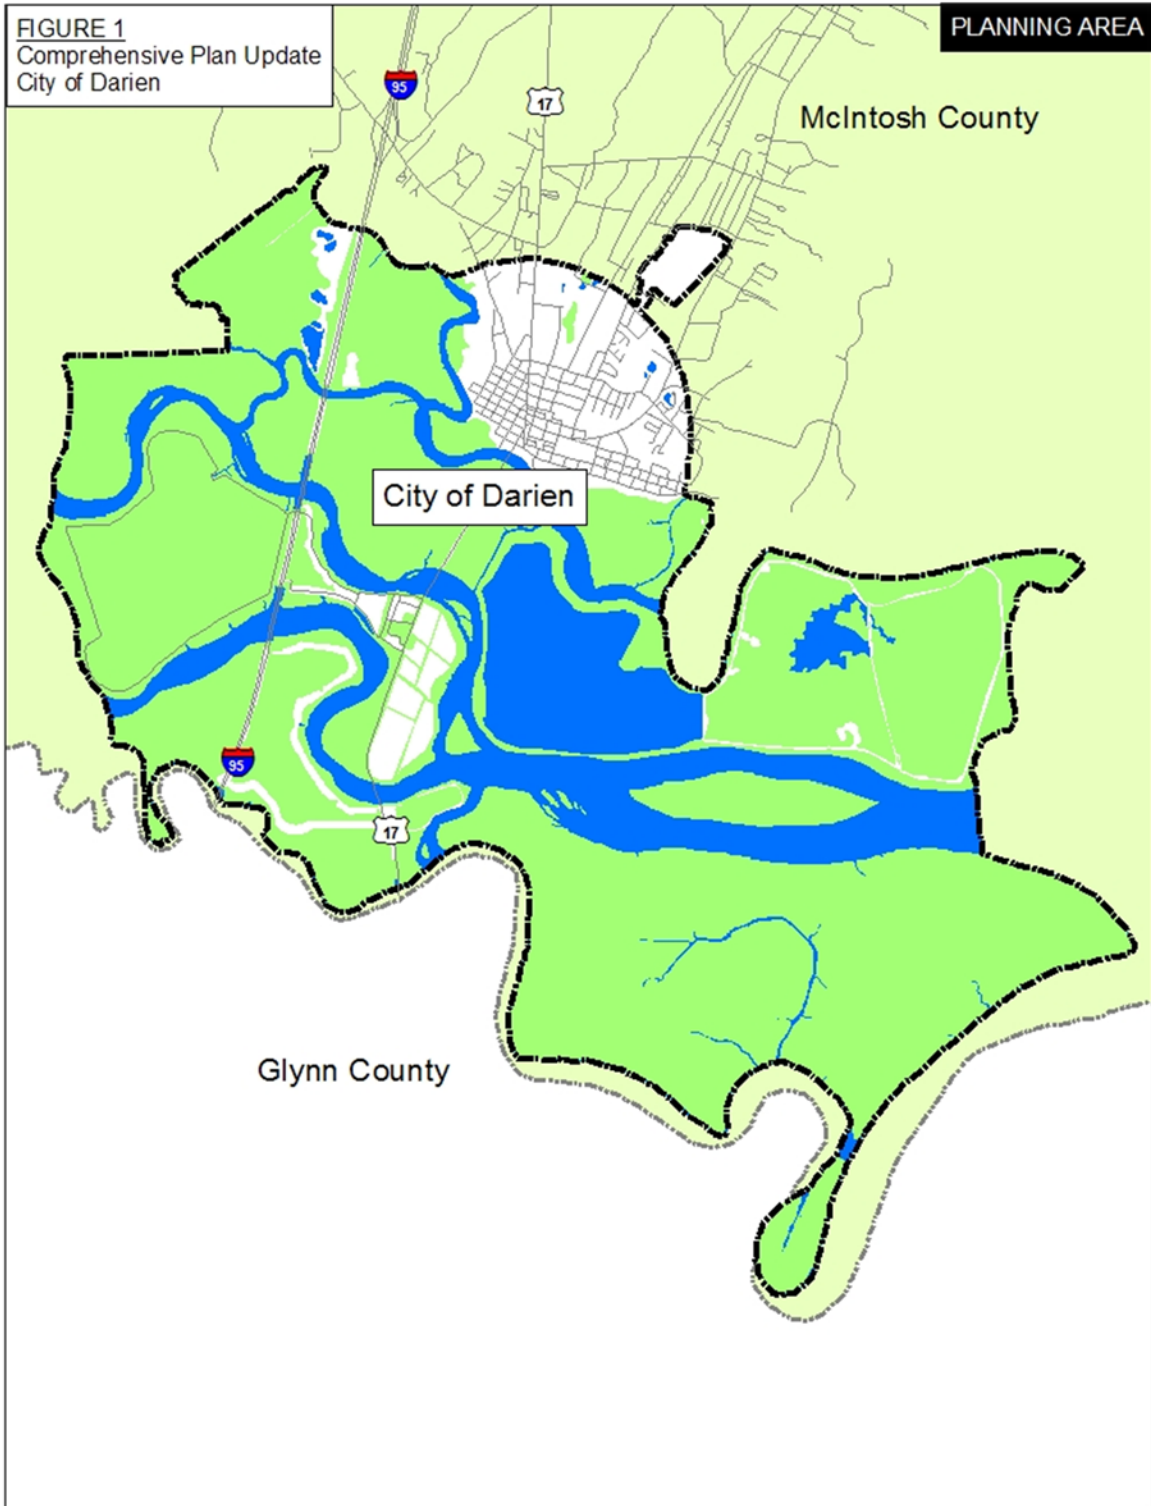 FIGURE 1
Comprehensive Plan Update
City of Darien
PLANNING AREA
95
17
McIntosh County
City of Darien
95
17
Glynn County